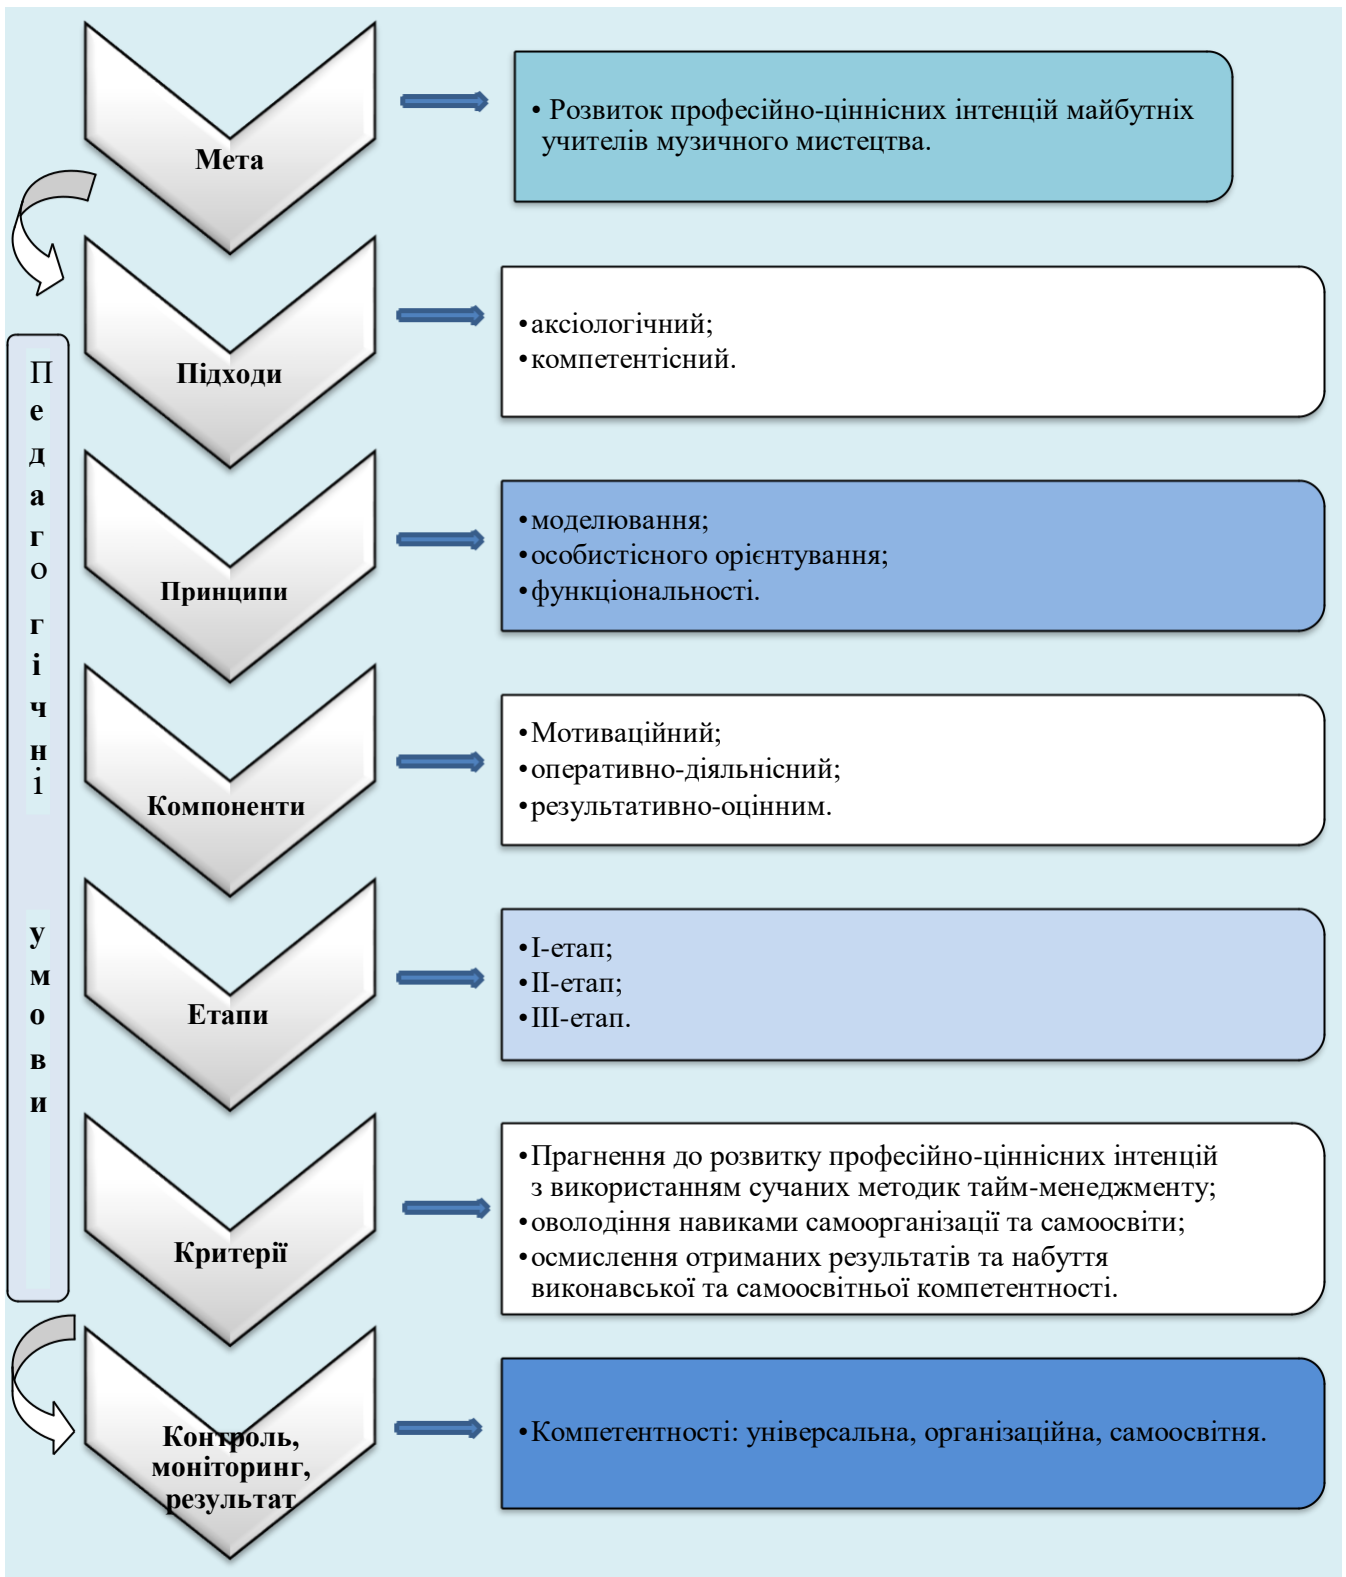 Мета
• Розвиток професійно-ціннісних інтенцій майбутніх
учителів музичного мистецтва.
Підходи
•аксіологічний;
•компетентісний.
Принципи
•моделювання;
•особистісного орієнтування;
•функціональності.
Компоненти
•Мотиваційний;
•оперативно-діяльнісний;
•результативно-оцінним.
Етапи
•І-етап;
•ІІ-етап;
•ІІІ-етап.
Критерії
•Прагнення до розвитку професійно-ціннісних інтенцій
з використанням сучаних методик тайм-менеджменту;
•оволодіння навиками самоорганізації та самоосвіти;
•осмислення отриманих результатів та набуття
виконавської та самоосвітньої компетентності.
Контроль,
моніторинг,
результат
•Компетентності: універсальна, організаційна, самоосвітня.
Педагогічні умови